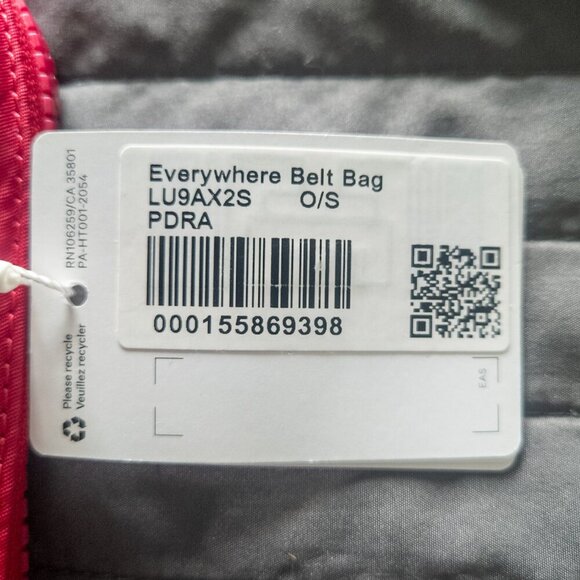 Everywhere Belt Bag
LU9AX2S O/S
PDRA
000155869398
RN106259/CA 35801
PA-HT001-2054
Please recycle
Veuillez recycler
EAS